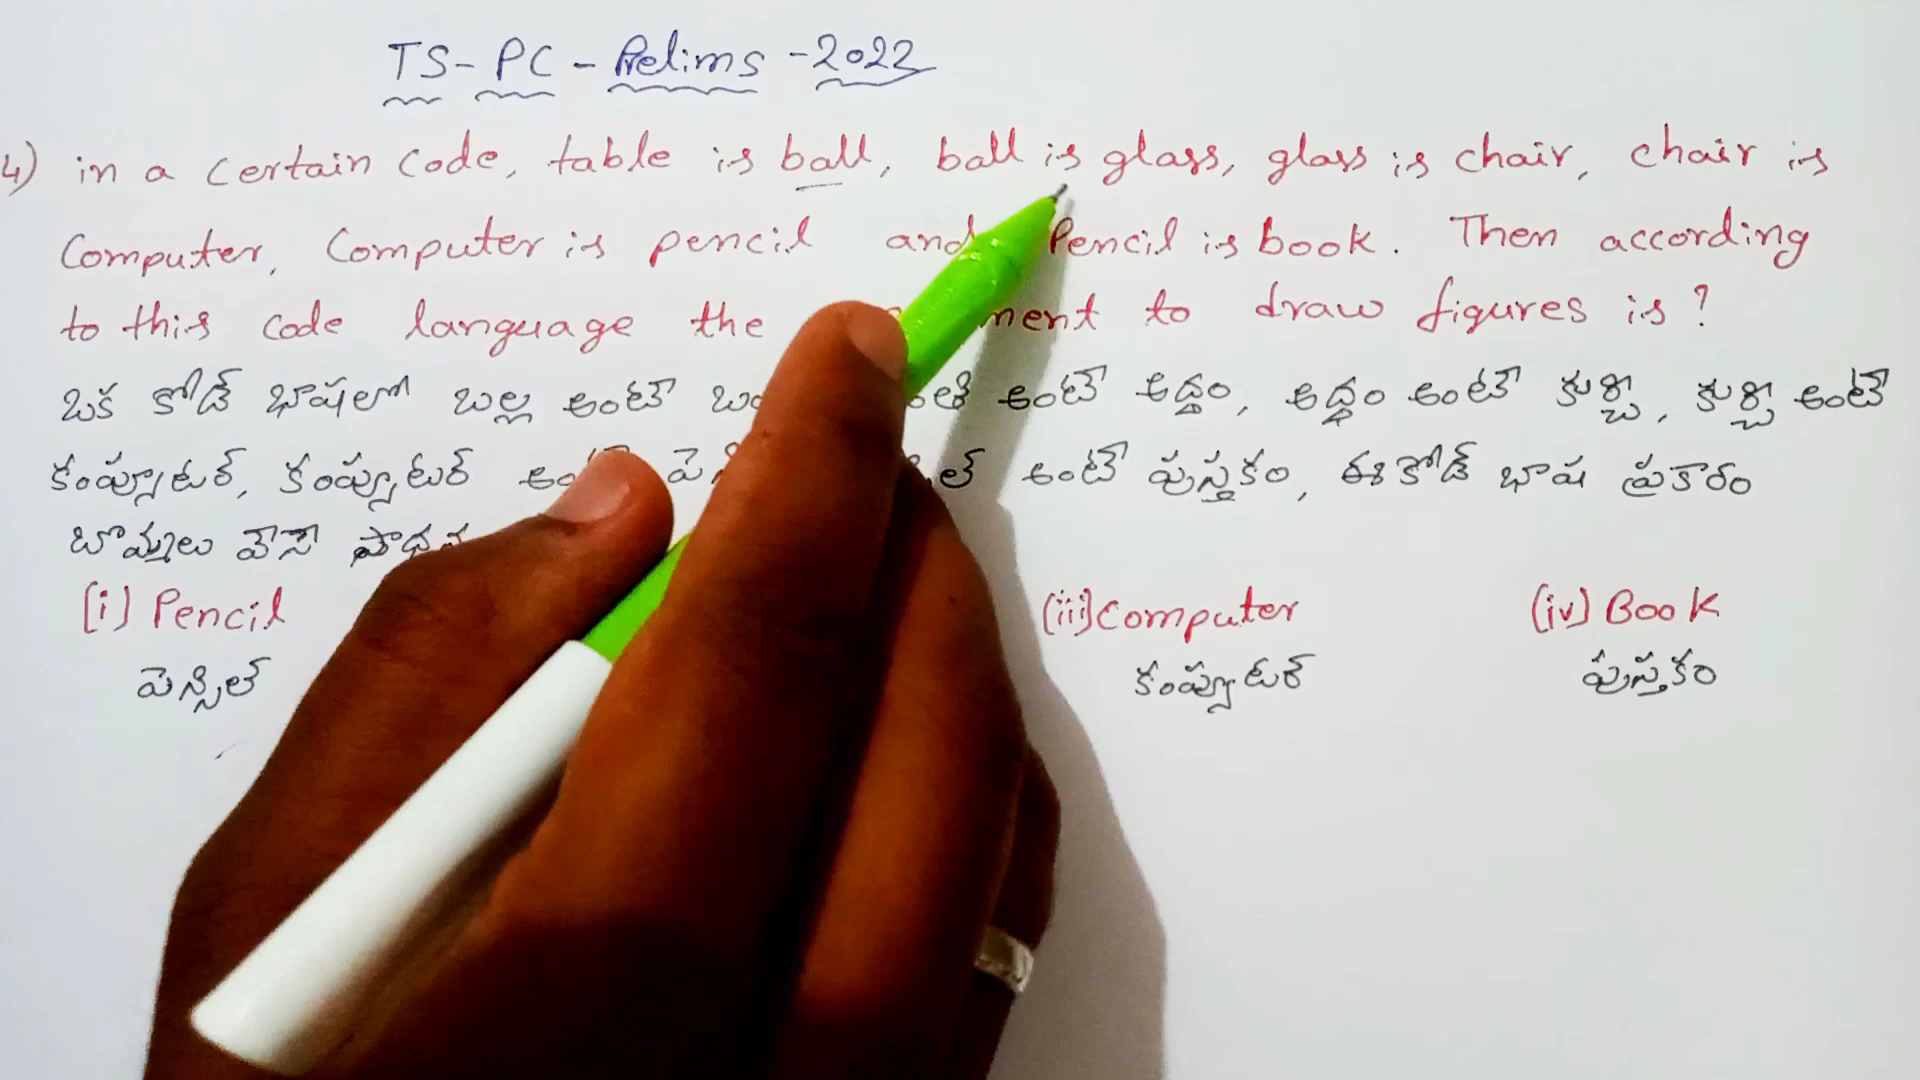 TS-PC-Prelims-2022
4) in a certain code, table is ball, ball is glass, glass is chair, chair is
Computer, Computer is pencil and Pencil is book. Then according
to this code language the to draw figures is?
ఒక కోడ్ భాషలో బల్ల అంటే అంటే అద్దం, అద్దం అంటే కుర్చీ, కుర్చీ అంటే
కంప్యూటర్, కంప్యూటర్ అంటే పుస్తకం, ఈ కోడ్ భాష ప్రకారం
బొమ్మలు వేసే
(i) Pencil (iii) Computer (iv) Book
పెన్సిల్ కంప్యూటర్ పుస్తకం